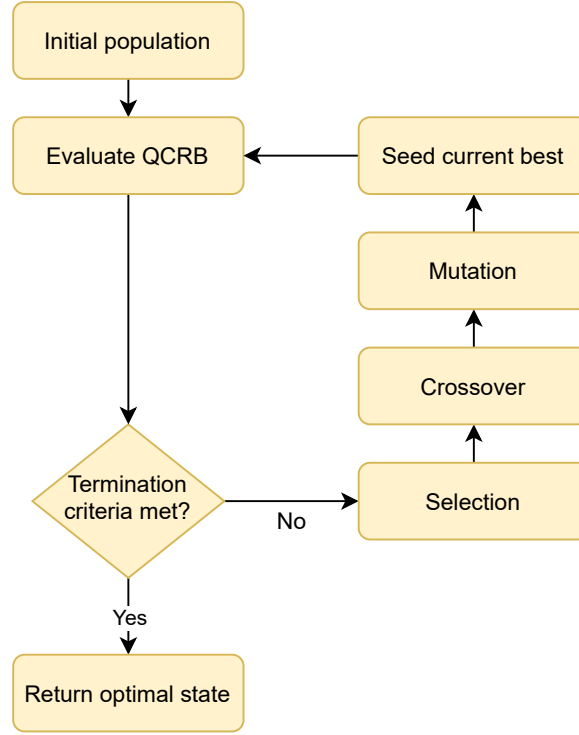 Initial population
Evaluate QCRB
Seed current best
Mutation
Crossover
Termination
criteria met?
No
Selection
Yes
Return optimal state